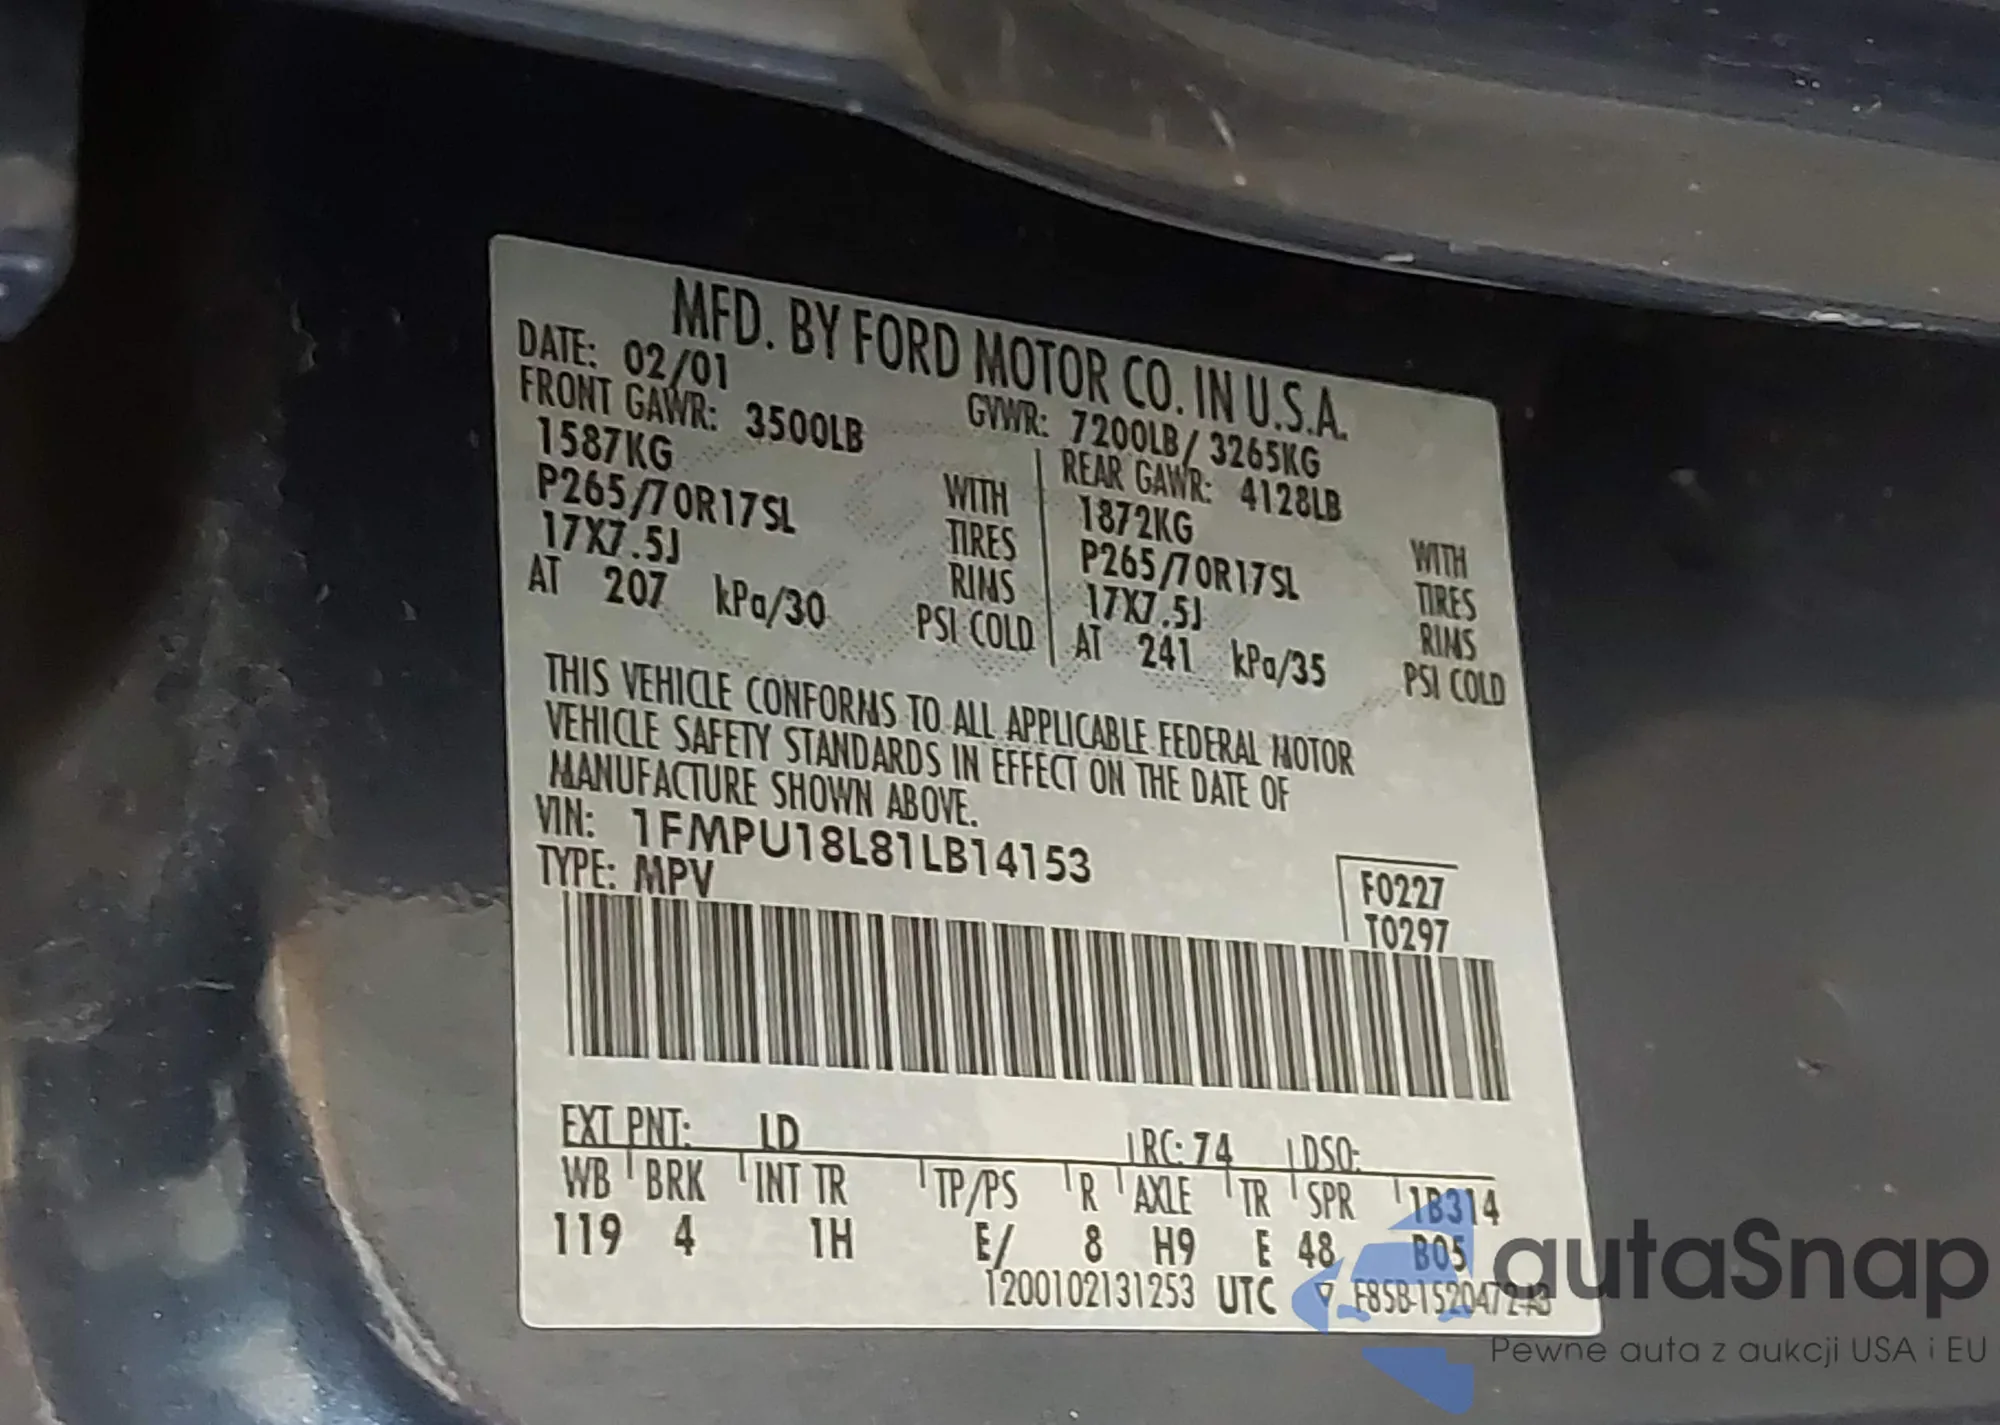 MFD. BY FORD MOTOR CO. IN U.S.A.
DATE: 02/01 GVWR: 7200LB/ 3265KG
FRONT GAWR: 3500LB REAR GAWR: 4128LB
1587KG WITH 1872KG WITH
P265/70R17SL TIRES P265/70R17SL TIRES
17X7.5J RIMS 17X7.5J RIMS
AT 207 kPa/30 PSI COLD AT 241 kPa/35 PSI COLD
THIS VEHICLE CONFORMS TO ALL APPLICABLE FEDERAL MOTOR
VEHICLE SAFETY STANDARDS IN EFFECT ON THE DATE OF
MANUFACTURE SHOWN ABOVE.
VIN: 1FMPU18L81LB14153
TYPE: MPV
F0227
T0297
EXT PNT: LD RC: 74 DSO:
WB BRK INT TR TP/PS R AXLE TR SPR 1B314
119 4 1H E/ 8 H9 E 48 B05
T200102131253 UTC ▽ F85B-1520472-A3
autaSnap
Pewne auta z aukcji USA i EU